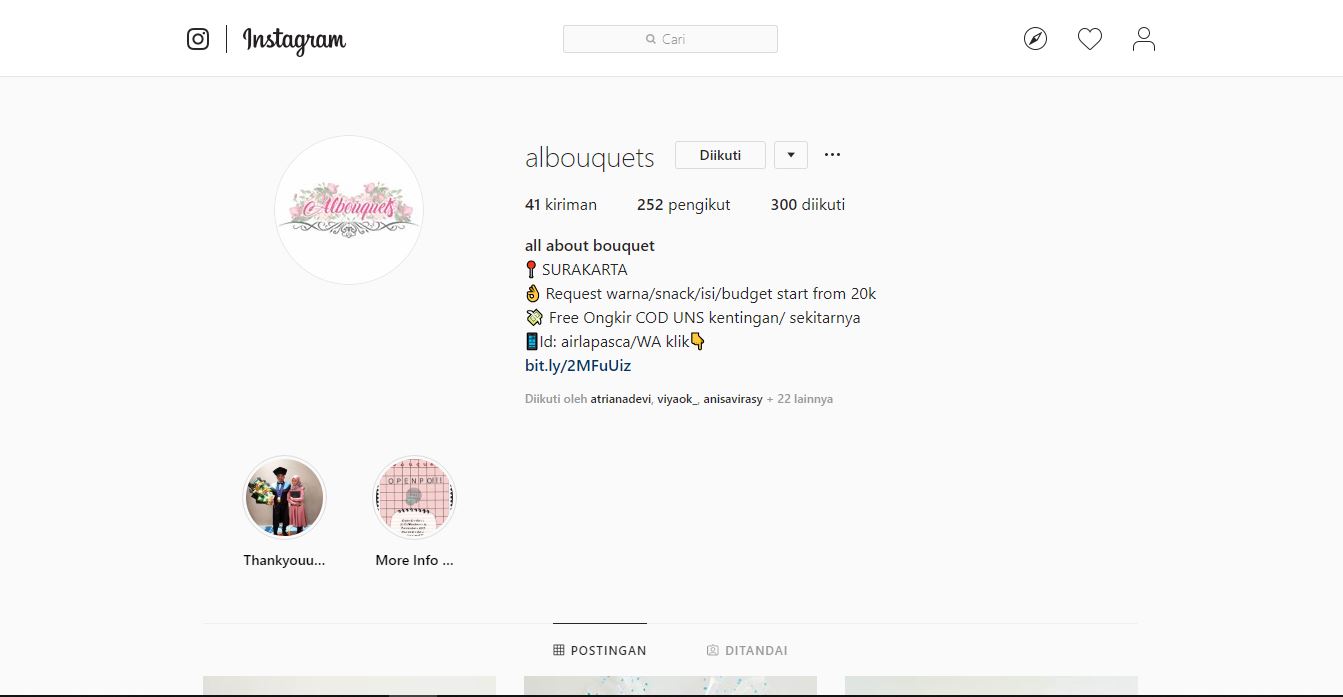 Instagram
Cari
Albouquets
albouquets Diikuti
41 kiriman 252 pengikut 300 diikuti
all about bouquet
📍 SURAKARTA
👌 Request warna/snack/isi/budget start from 20k
💸 Free Ongkir COD UNS kentingan/ sekitarnya
📱Id: airlapasca/WA klik👇
bit.ly/2MFuUiz
Diikuti oleh atrianadevi, viyaok_, anisavirasy + 22 lainnya
OPENPO!!
Thankyouu... More Info ...
POSTINGAN DITANDAI